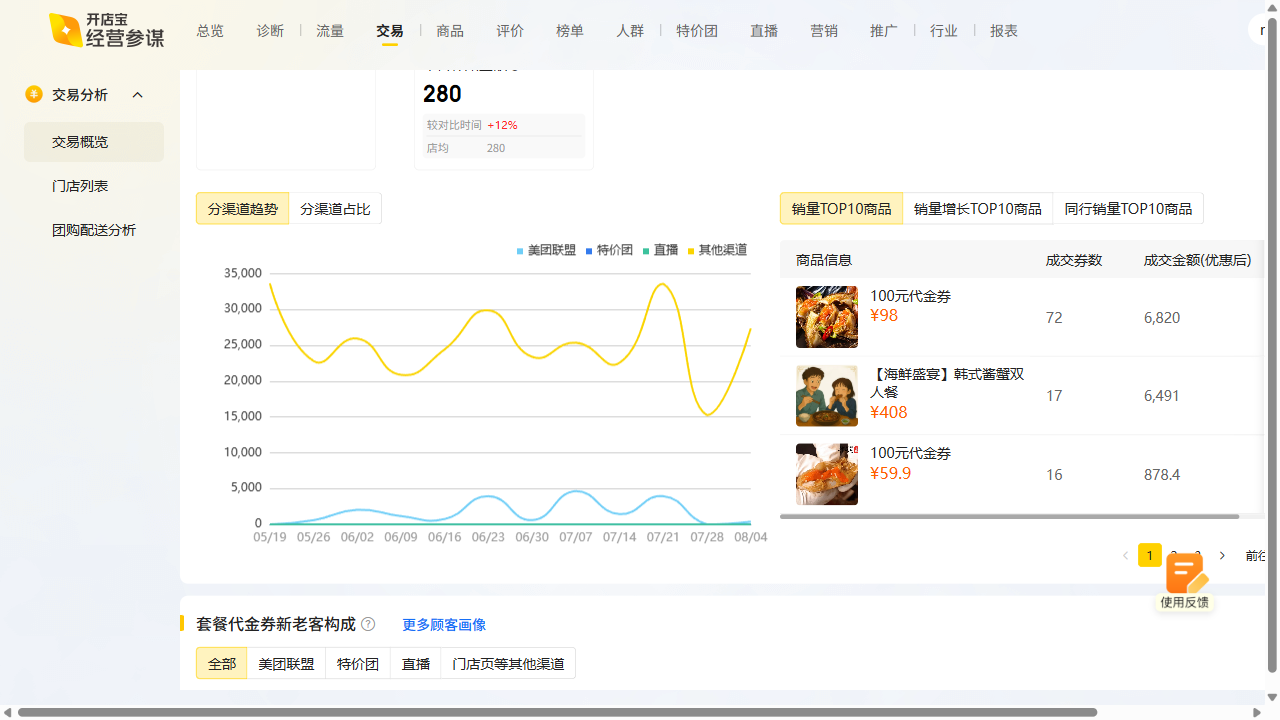 开店宝
经营参谋
总览
诊断
流量
交易
商品
评价
榜单
人群
特价团
直播
营销
推广
行业
报表
交易分析
交易概览
门店列表
团购配送分析
280
较对比时间 +12%
店均 280
分渠道趋势
分渠道占比
美团联盟
特价团
直播
其他渠道
35,000
30,000
25,000
20,000
15,000
10,000
5,000
0
05/19
05/26
06/02
06/09
06/16
06/23
06/30
07/07
07/14
07/21
07/28
08/04
销量TOP10商品
销量增长TOP10商品
同行销量TOP10商品
商品信息
成交券数
成交金额(优惠后)
100元代金券
¥98
72
6,820
【海鲜盛宴】韩式酱蟹双
人餐
¥408
17
6,491
100元代金券
¥59.9
16
878.4
1
前往
使用反馈
套餐代金券新老客构成
更多顾客画像
全部
美团联盟
特价团
直播
门店页等其他渠道